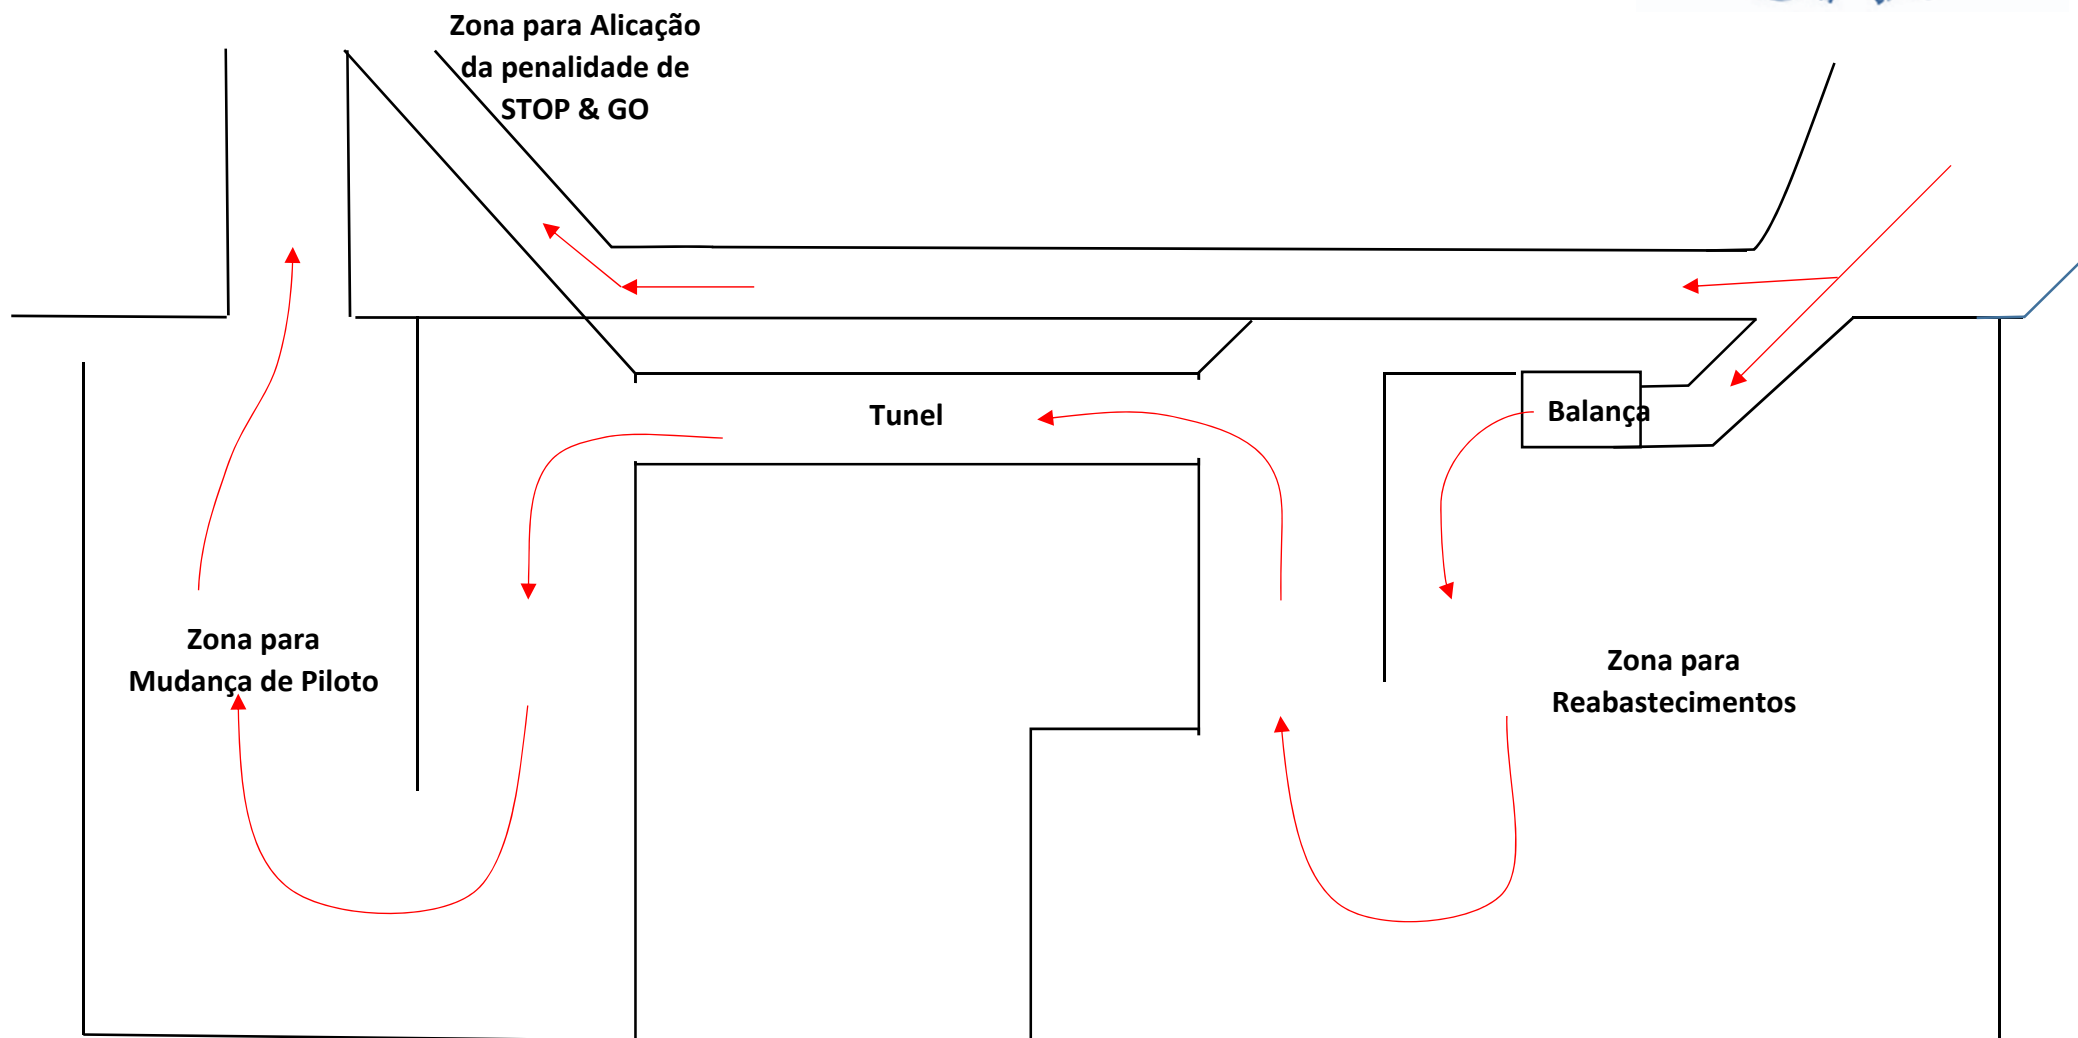 Zona para Alicação
da penalidade de
STOP & GO
Tunel
Balança
Zona para
Mudança de Piloto
Zona para
Reabastecimentos